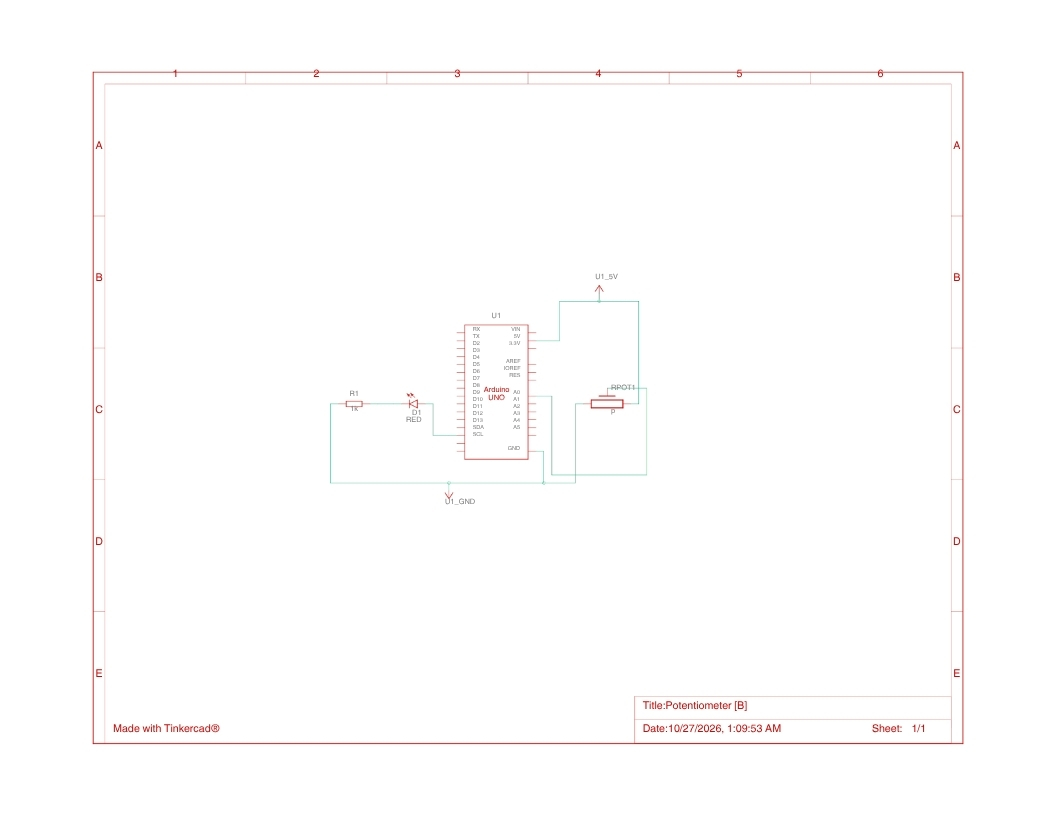 1 2 3 4 5 6
A A
B B
U1_5V
U1
RX VIN
TX 5V
D2 3.3V
D3
D4
D5 AREF
D6 IOREF
D7 RES
D8
D9 A0
D10 A1
D11 A2
D12 A3
D13 A4
SDA A5
SCL
GND
Arduino
UNO
R1
1k
D1
RED
RPOT1
P
C C
U1_GND
D D
E E
Title:Potentiometer [B]
Made with Tinkercad®
Date:10/27/2026, 1:09:53 AM Sheet: 1/1